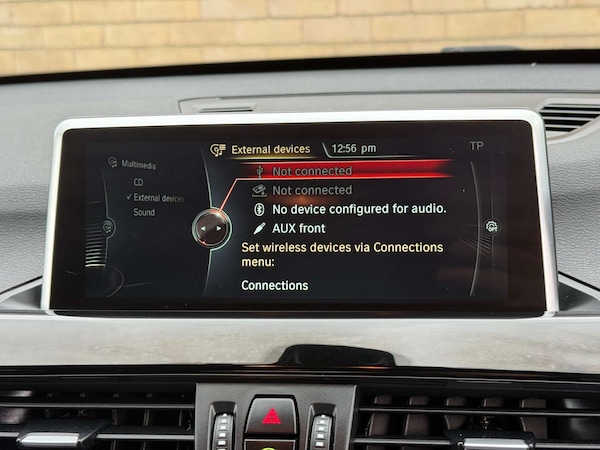 External devices 12:56 pm TP
Multimedia
CD
External devices
Sound
Not connected
Not connected
No device configured for audio.
AUX front
Set wireless devices via Connections
menu:
Connections